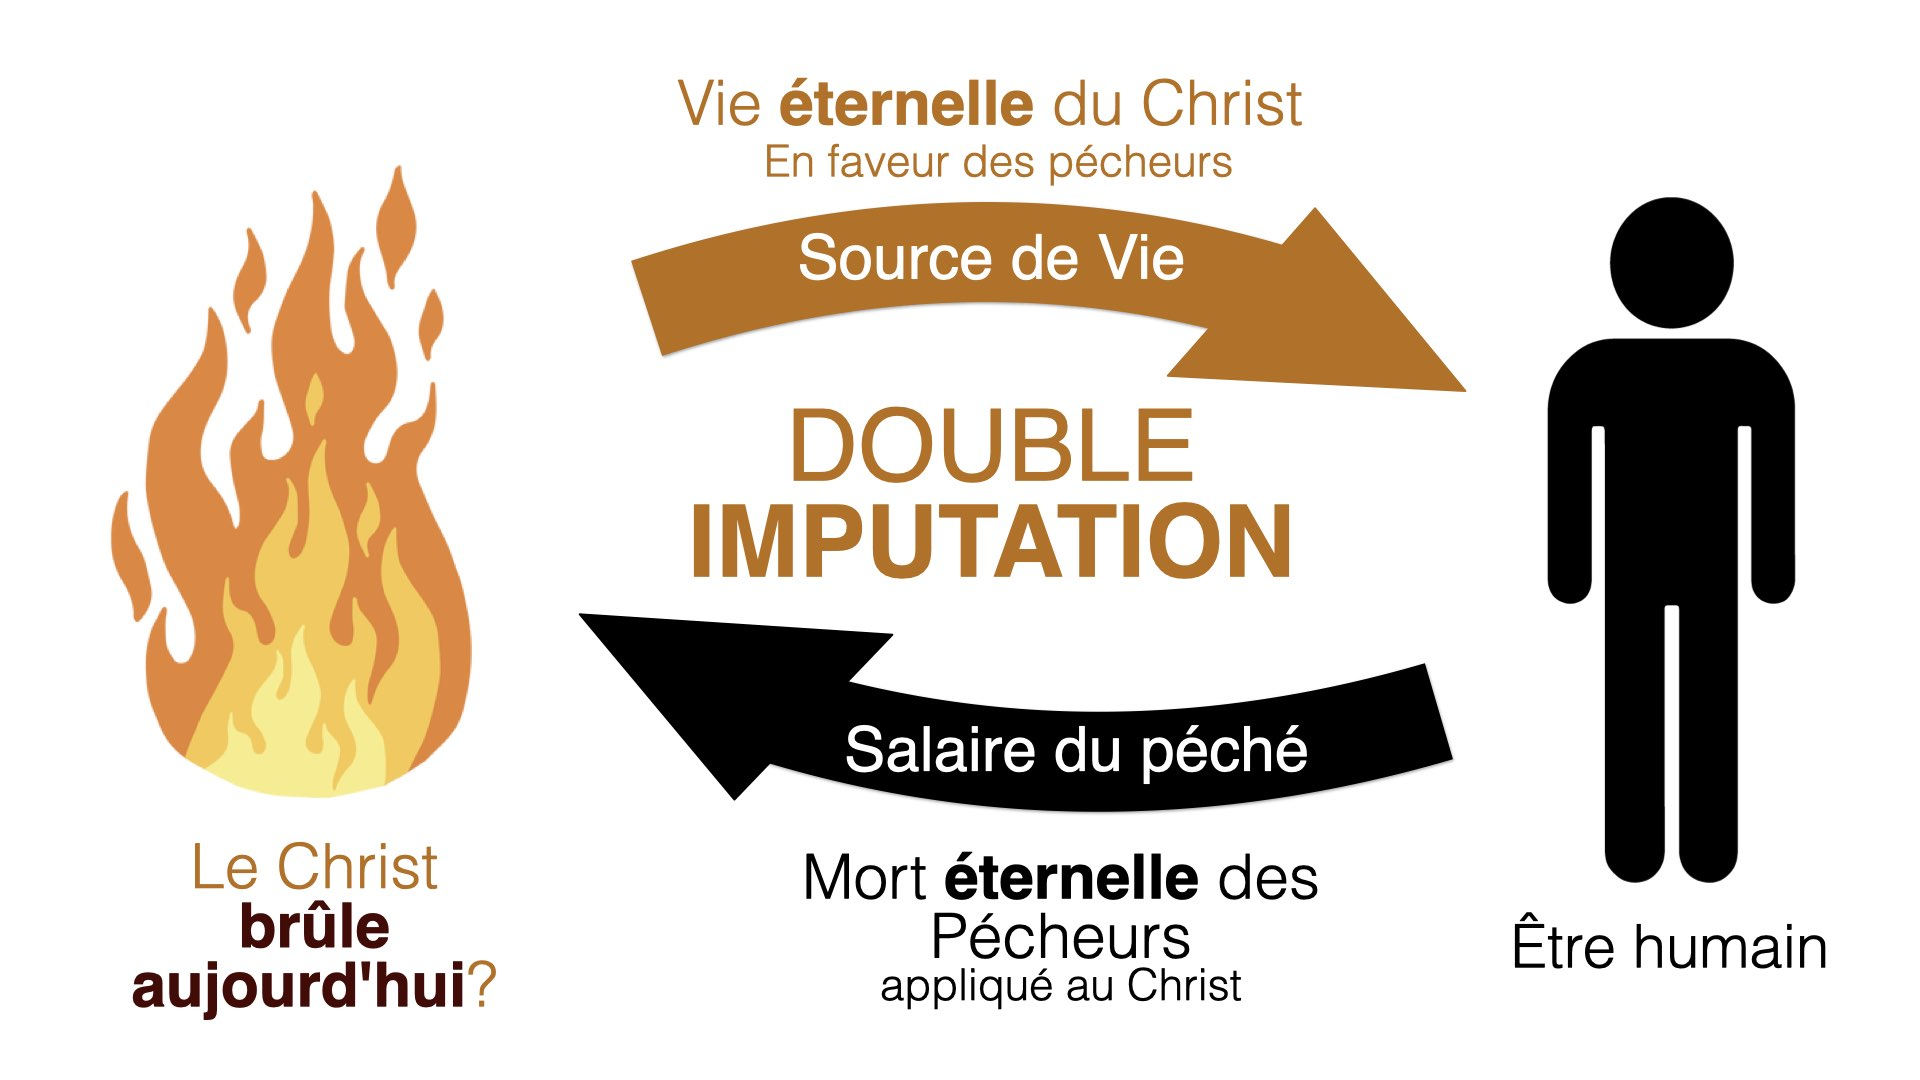 Vie éternelle du Christ
En faveur des pécheurs
Source de Vie
DOUBLE
IMPUTATION
Salaire du péché
Mort éternelle des
Pécheurs
appliqué au Christ
Le Christ
brûle
aujourd'hui?
Être humain